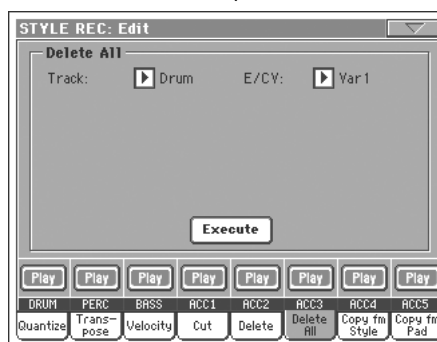 STYLE REC: Edit
Delete All
Track: Drum E/CV: Var1
Execute
Play Play Play Play Play Play Play Play
DRUM PERC BASS ACC1 ACC2 ACC3 ACC4 ACC5
Quantize Trans-pose Velocity Cut Delete Delete All Copy fm Style Copy fm Pad